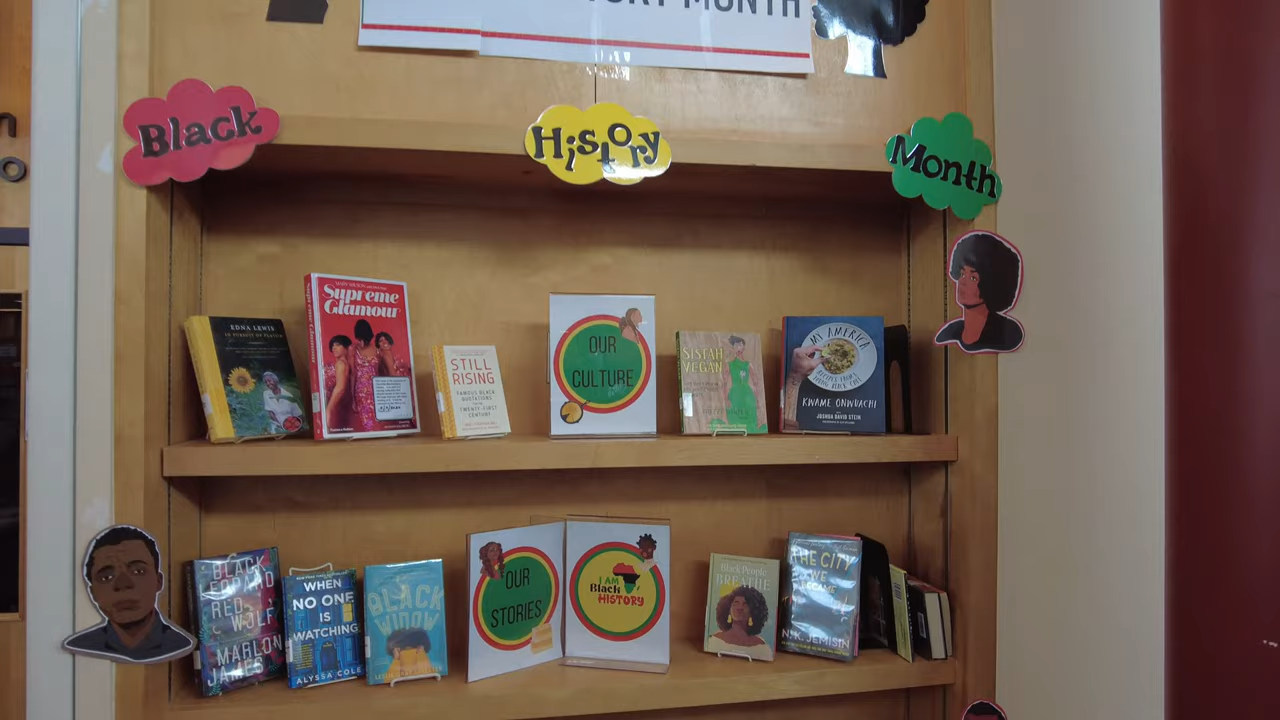 ORY MONTH
Black
History
Month
EDNA LEWIS
Supreme
Glamour
STILL
RISING
FAMOUS BLACK
QUOTATIONS
TWENTY-FIRST
CENTURY
OUR
CULTURE
SISTAH
VEGAN
MY AMERICA
KWAME ONWUACHI
JOSHUA DAVID STEIN
BLACK
LEOPARD
RED
WOLF
MARLON
JAMES
WHEN
NO ONE
IS
WATCHING
ALYSSA COLE
BLACK
WIDOW
OUR
STORIES
I AM
Black
HISTORY
Black People
BREATHE
THE CITY
WE
N.K. JEMISIN